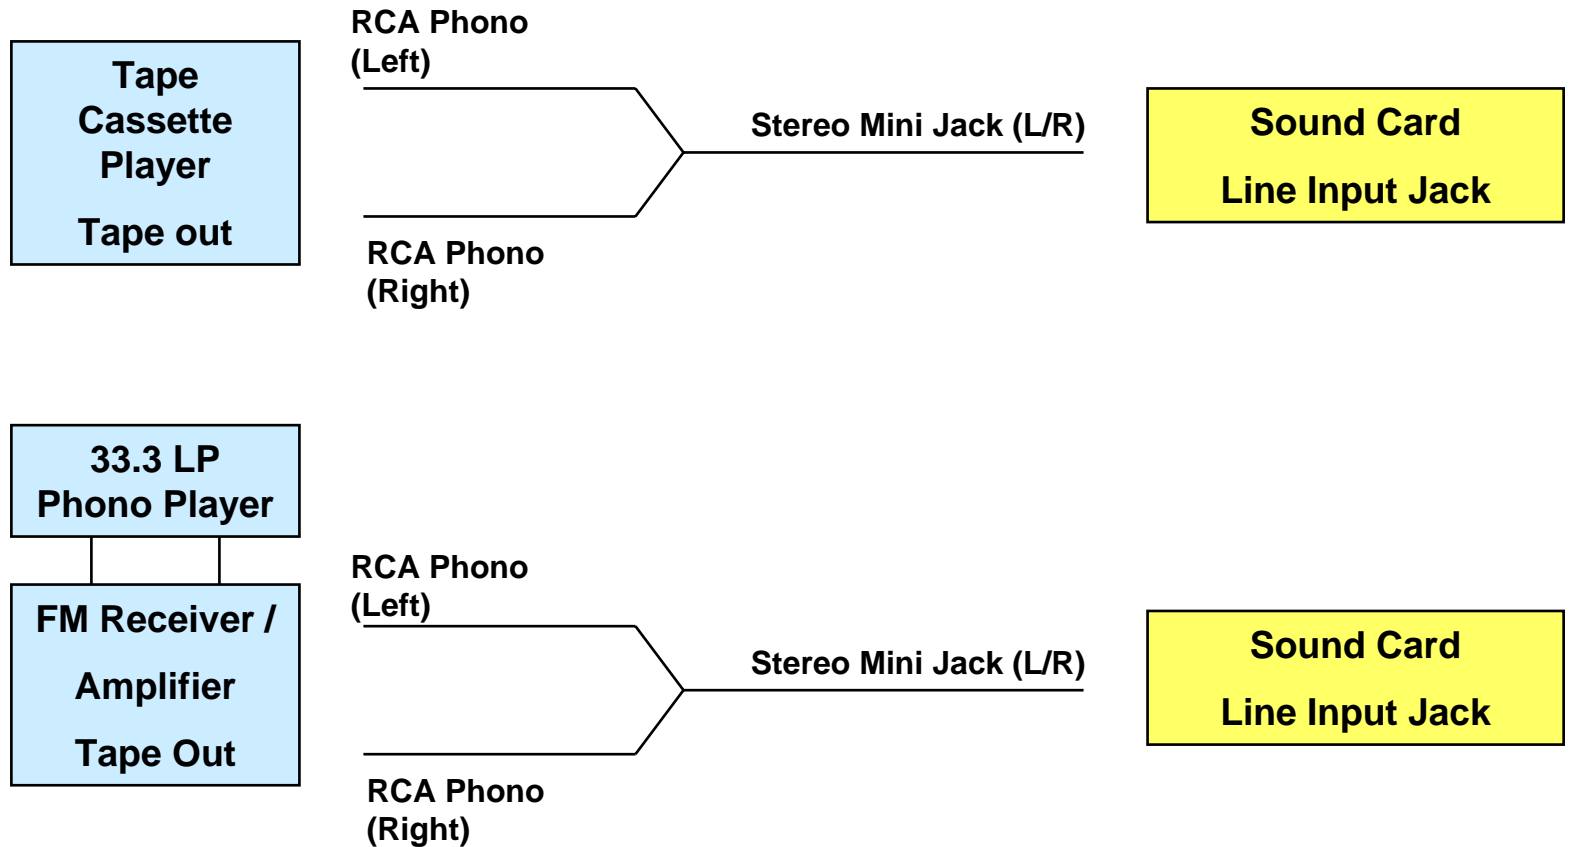 RCA Phono
(Left)
Tape
Cassette
Player
Tape out
Stereo Mini Jack (L/R)
Sound Card
Line Input Jack
RCA Phono
(Right)
33.3 LP
Phono Player
FM Receiver /
Amplifier
Tape Out
RCA Phono
(Left)
Stereo Mini Jack (L/R)
Sound Card
Line Input Jack
RCA Phono
(Right)